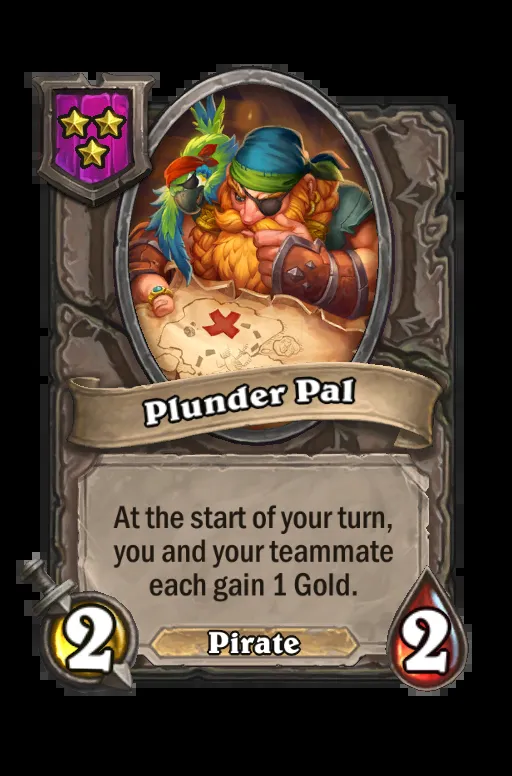 Plunder Pal
At the start of your turn,
you and your teammate
each gain 1 Gold.
2
Pirate
2